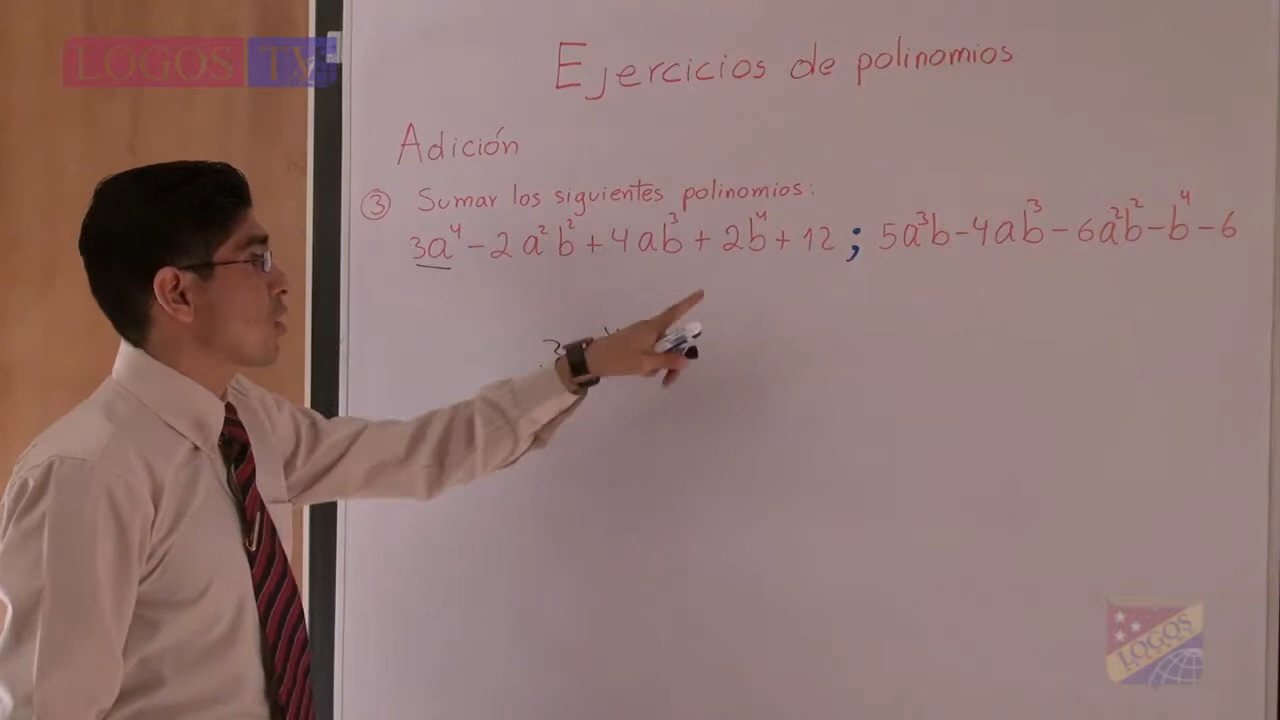 LOGOS TV
Ejercicios de polinomios
Adición
③ Sumar los siguientes polinomios:
3a⁴ - 2a²b² + 4ab³ + 2b⁴ + 12 ; 5a³b - 4ab³ - 6a²b² - b⁴ - 6
LOGOS